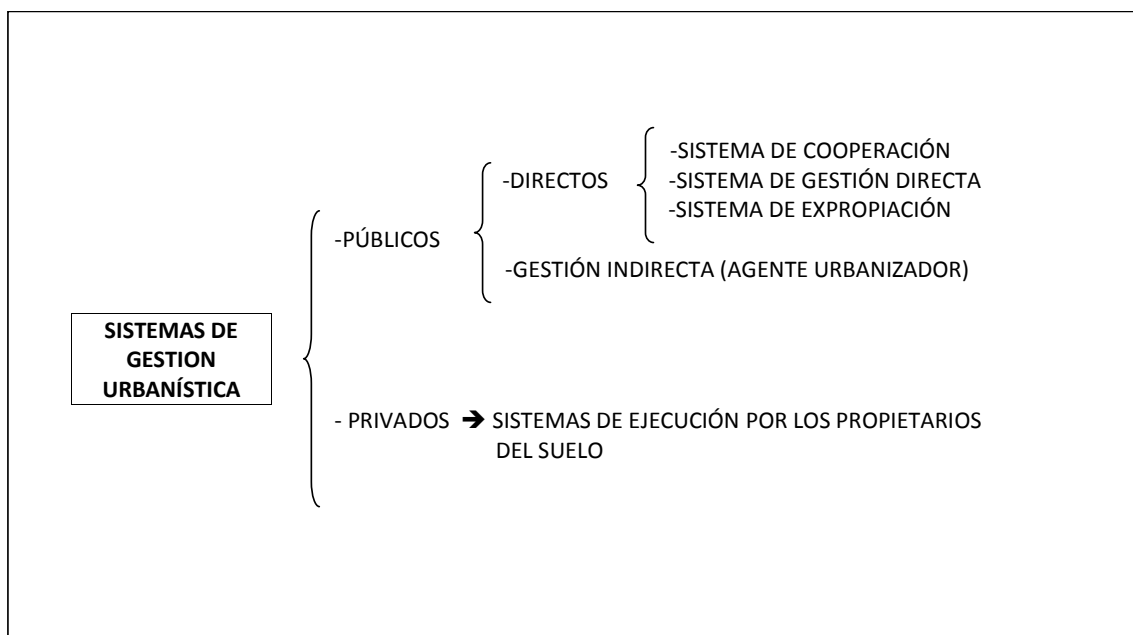 -SISTEMA DE COOPERACIÓN
-DIRECTOS
-SISTEMA DE GESTIÓN DIRECTA
-SISTEMA DE EXPROPIACIÓN
-PÚBLICOS
-GESTIÓN INDIRECTA (AGENTE URBANIZADOR)
SISTEMAS DE
GESTION
URBANÍSTICA
- PRIVADOS ➔ SISTEMAS DE EJECUCIÓN POR LOS PROPIETARIOS
DEL SUELO